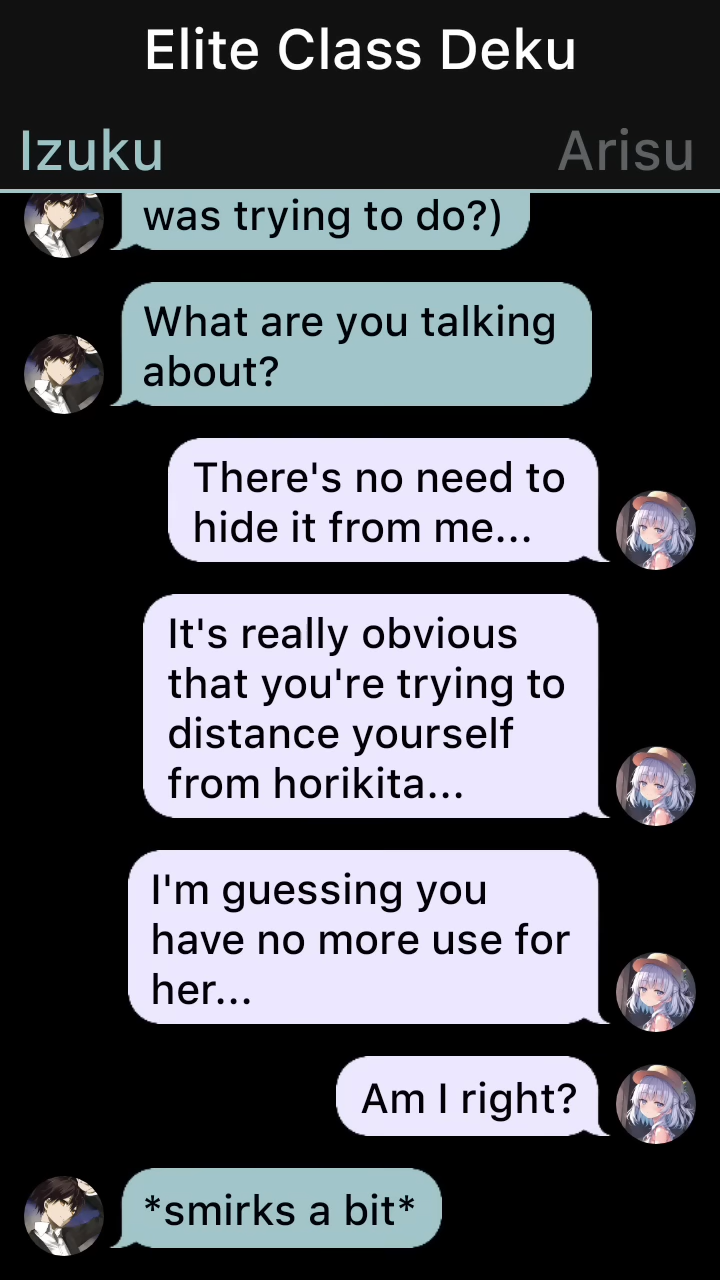 Elite Class Deku
Izuku
Arisu
was trying to do?)
What are you talking
about?
There's no need to
hide it from me...
It's really obvious
that you're trying to
distance yourself
from horikita...
I'm guessing you
have no more use for
her...
Am I right?
*smirks a bit*